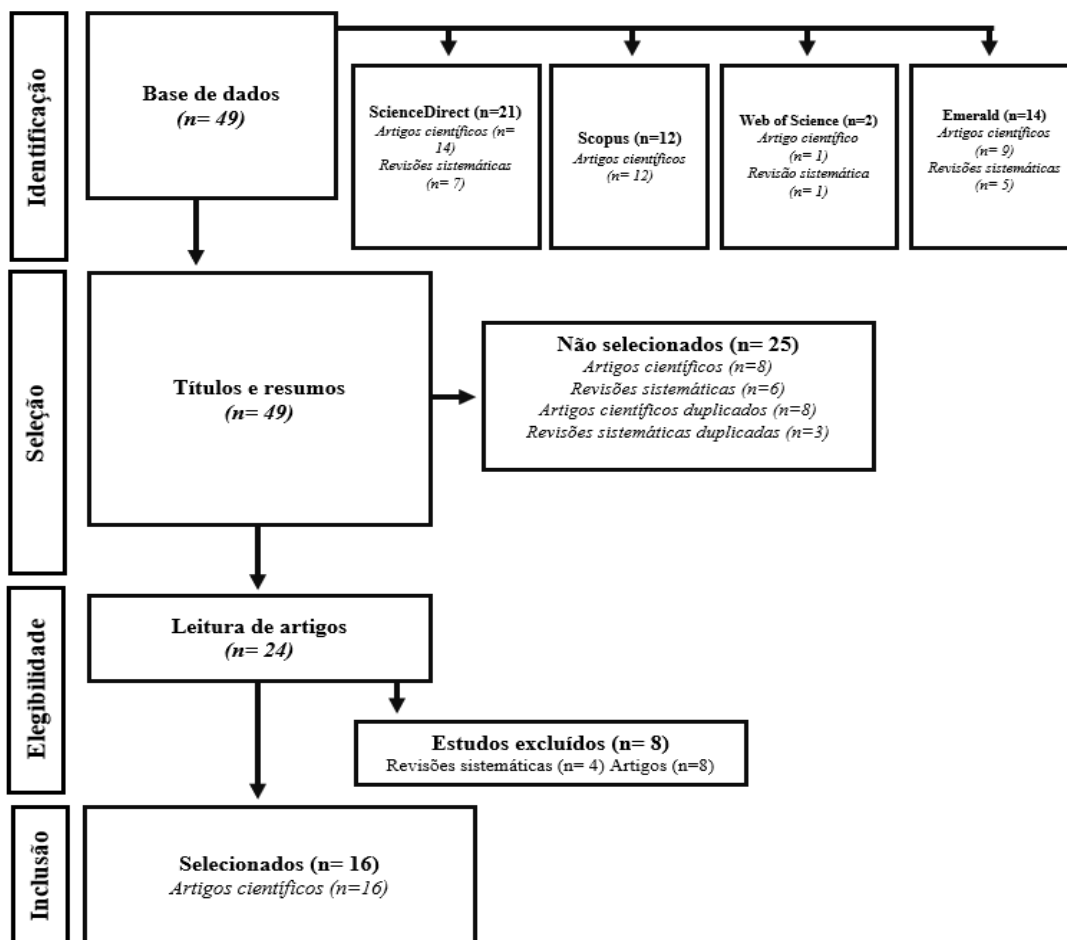 Identificação
Base de dados
(n= 49)
ScienceDirect (n=21)
Artigos científicos (n=
14)
Revisões sistemáticas
(n= 7)
Scopus (n=12)
Artigos científicos
(n= 12)
Web of Science (n=2)
Artigo científico
(n= 1)
Revisão sistemática
(n= 1)
Emerald (n=14)
Artigos científicos
(n= 9)
Revisões sistemáticas
(n= 5)
Seleção
Títulos e resumos
(n= 49)
Não selecionados (n= 25)
Artigos científicos (n=8)
Revisões sistemáticas (n=6)
Artigos científicos duplicados (n=8)
Revisões sistemáticas duplicadas (n=3)
Elegibilidade
Leitura de artigos
(n= 24)
Estudos excluídos (n= 8)
Revisões sistemáticas (n= 4) Artigos (n=8)
Inclusão
Selecionados (n= 16)
Artigos científicos (n=16)